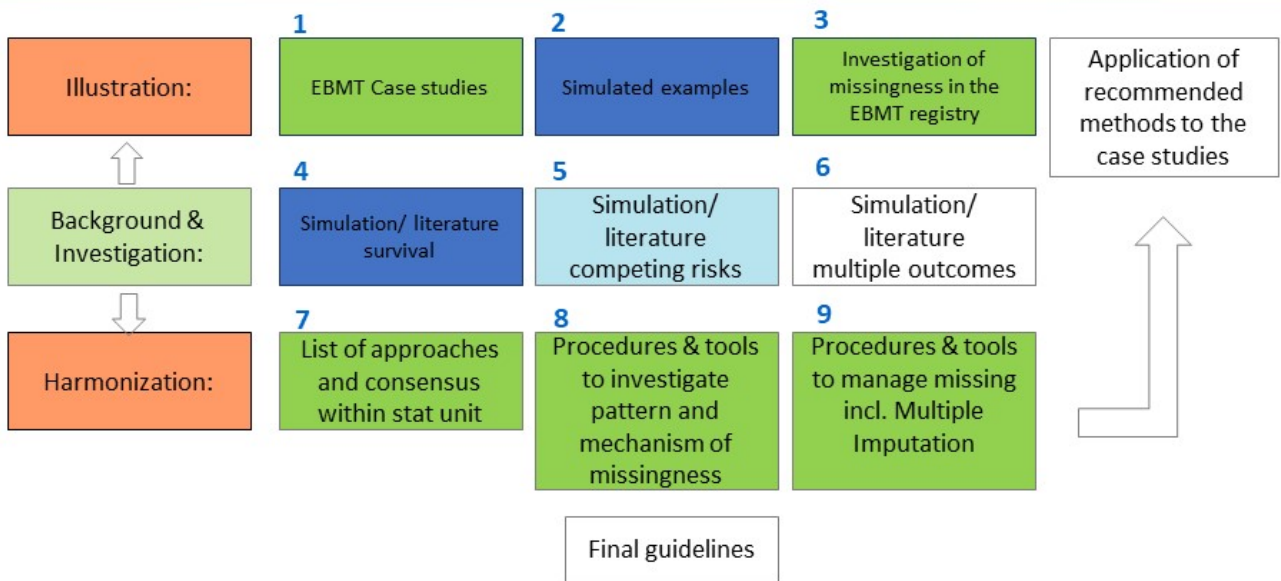 1
2
3
Illustration:
EBMT Case studies
Simulated examples
Investigation of
missingness in the
EBMT registry
Application of
recommended
methods to the
case studies
4
5
6
Background &
Investigation:
Simulation/ literature
survival
Simulation/
literature
competing risks
Simulation/
literature
multiple outcomes
7
8
9
Harmonization:
List of approaches
and consensus
within stat unit
Procedures & tools
to investigate
pattern and
mechanism of
missingness
Procedures & tools
to manage missing
incl. Multiple
Imputation
Final guidelines